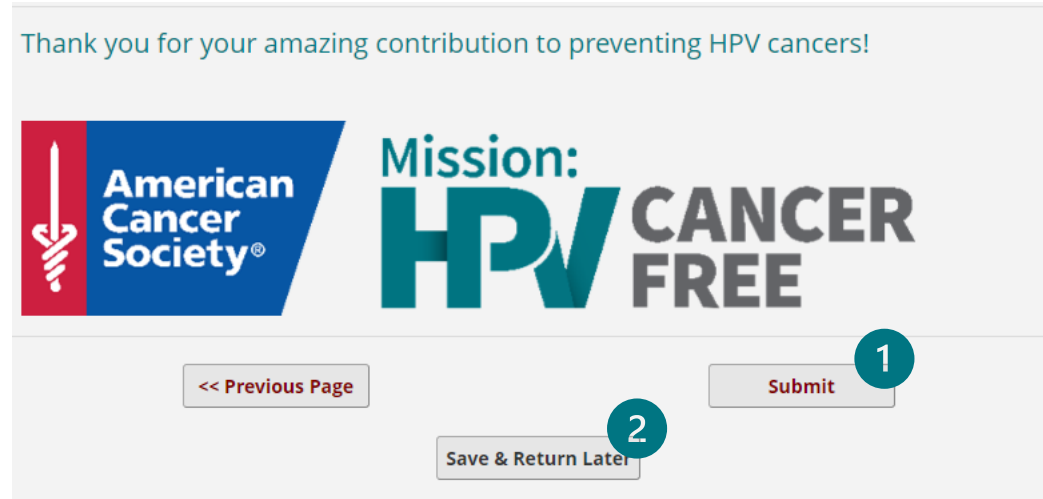 Thank you for your amazing contribution to preventing HPV cancers!
American
Cancer
Society®
Mission:
HPV CANCER
FREE
<< Previous Page
Submit
1
Save & Return Later
2